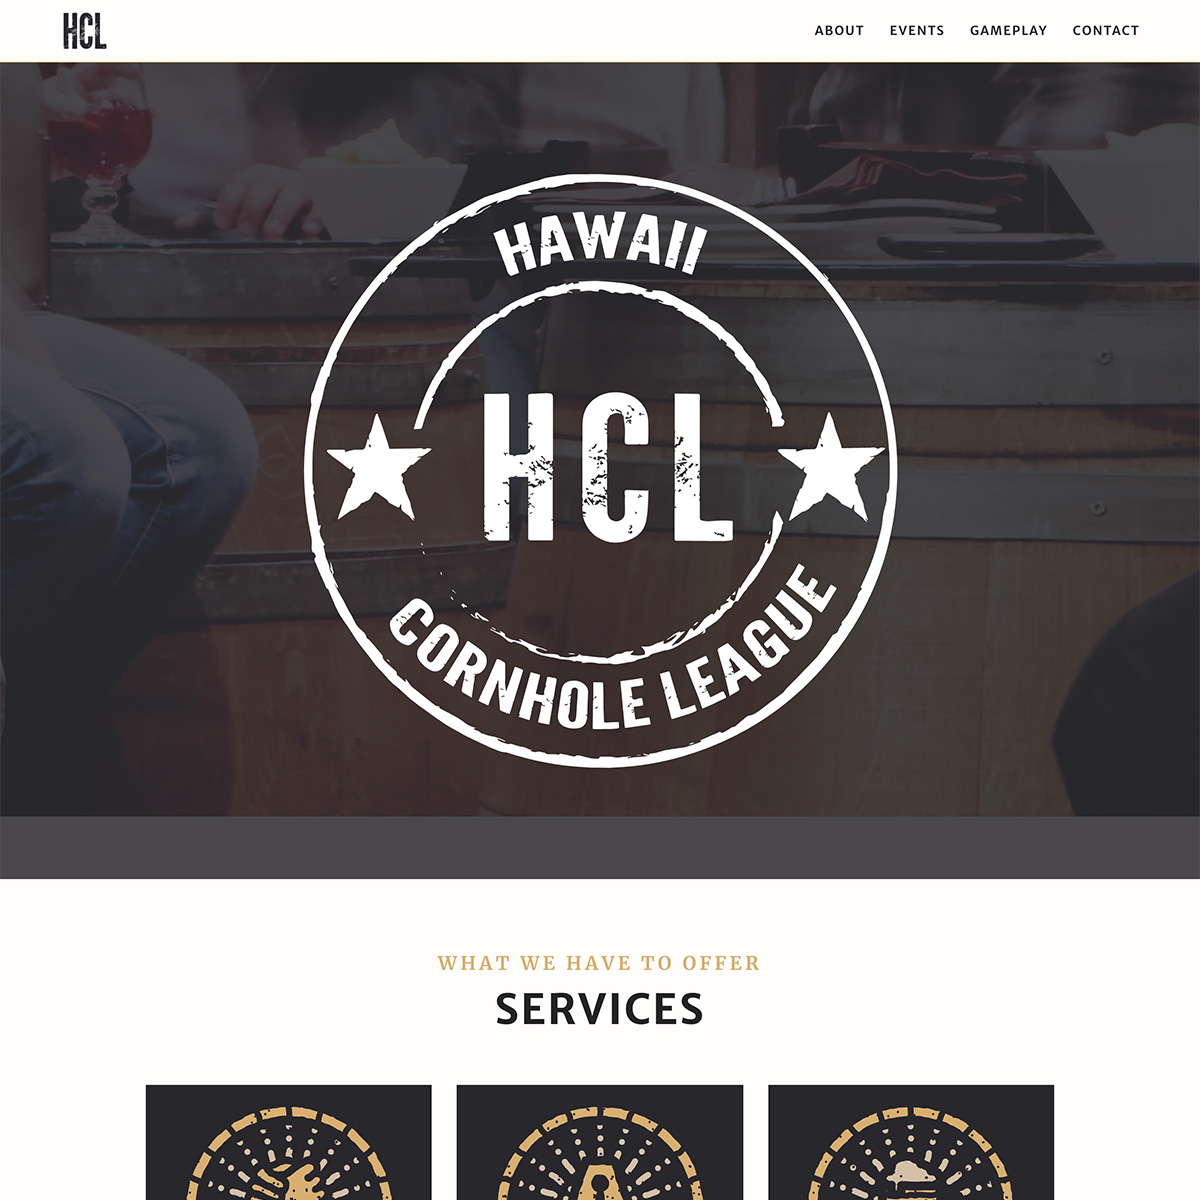 HCL
ABOUT EVENTS GAMEPLAY CONTACT
HAWAII
HCL
CORNHOLE LEAGUE
WHAT WE HAVE TO OFFER
SERVICES